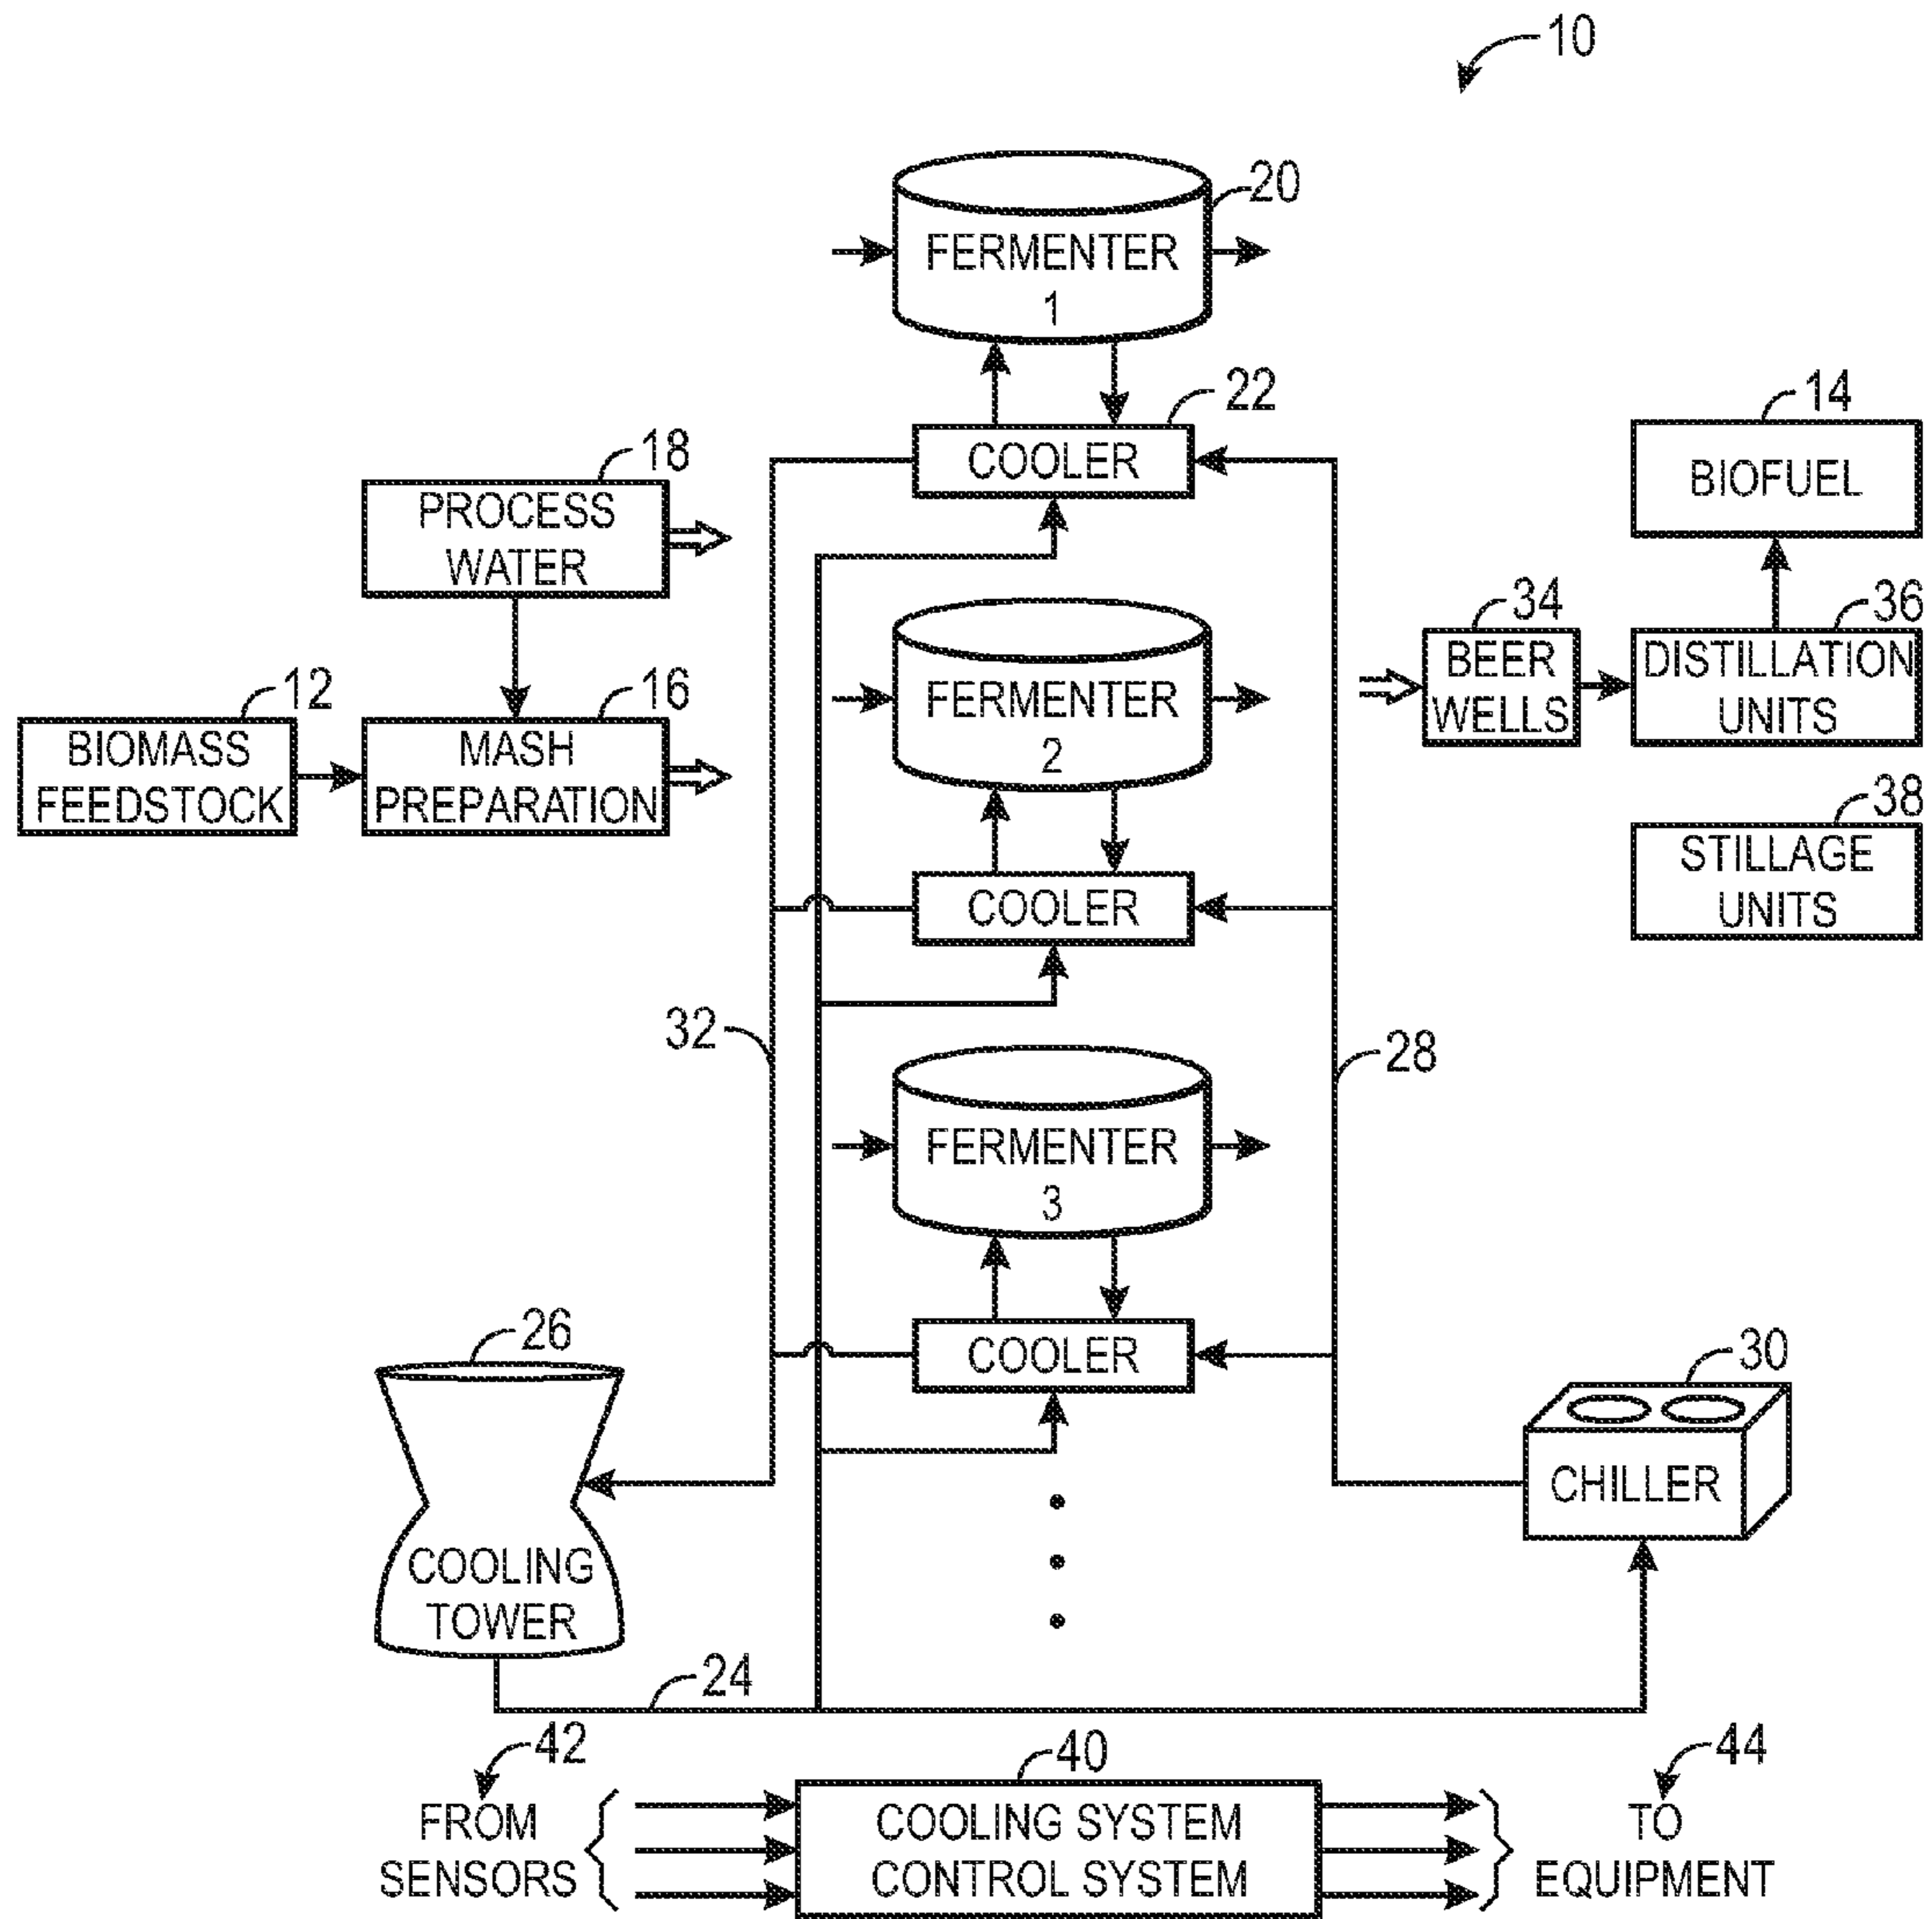 10
20
FERMENTER
1
22
COOLER
14
BIOFUEL
18
PROCESS
WATER
34
BEER
WELLS
36
DISTILLATION
UNITS
12
BIOMASS
FEEDSTOCK
16
MASH
PREPARATION
FERMENTER
2
38
STILLAGE
UNITS
COOLER
32
28
FERMENTER
3
COOLER
26
COOLING
TOWER
30
CHILLER
24
42
FROM
SENSORS
40
COOLING SYSTEM
CONTROL SYSTEM
44
TO
EQUIPMENT